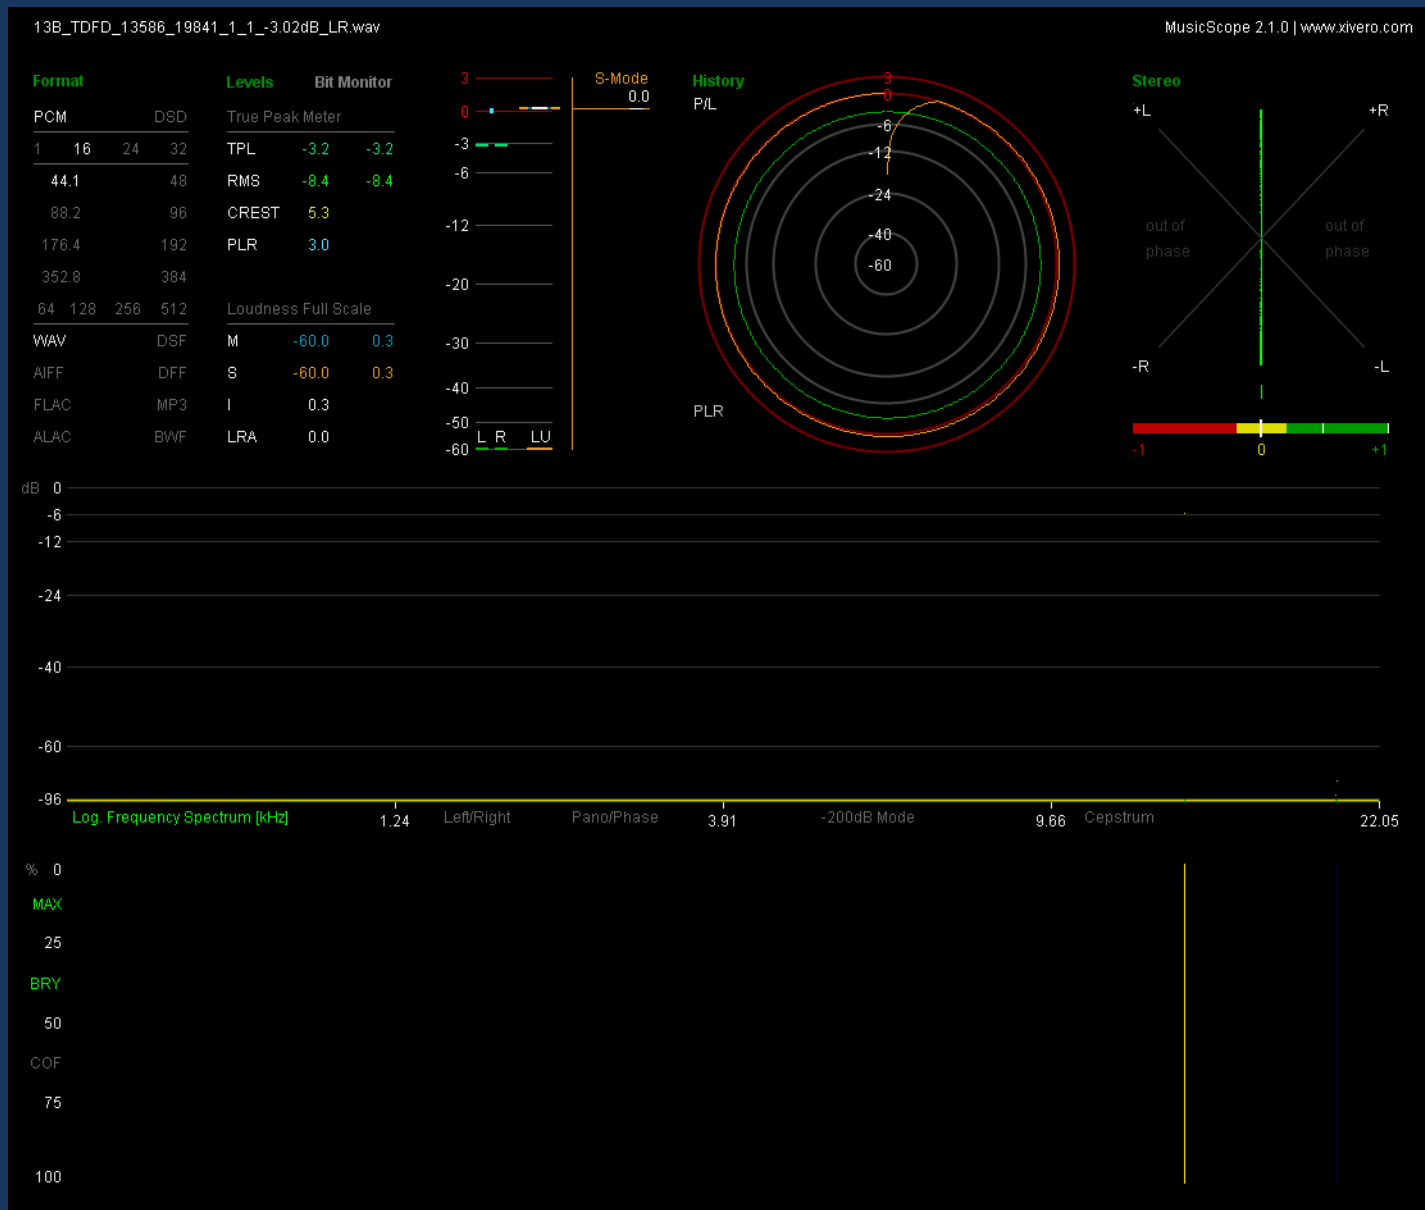 13B_TDFD_13586_19841_1_1_-3.02dB_LR.wav
MusicScope 2.1.0 | www.xivero.com
Format
PCM DSD
1 16 24 32
44.1 48
88.2 96
176.4 192
352.8 384
64 128 256 512
WAV DSF
AIFF DFF
FLAC MP3
ALAC BWF
Levels Bit Monitor
True Peak Meter
TPL -3.2 -3.2
RMS -8.4 -8.4
CREST 5.3
PLR 3.0
Loudness Full Scale
M -60.0 0.3
S -60.0 0.3
I 0.3
LRA 0.0
3
0
-3
-6
-12
-20
-30
-40
-50
-60
L R LU
S-Mode
0.0
History
P/L
3
0
-6
-12
-24
-40
-60
PLR
Stereo
+L +R
out of phase
out of phase
-R -L
-1 0 +1
dB 0
-6
-12
-24
-40
-60
-96
Log. Frequency Spectrum [kHz] 1.24 Left/Right Pano/Phase 3.91 -200dB Mode 9.66 Cepstrum 22.05
% 0
MAX
25
BRY
50
COF
75
100